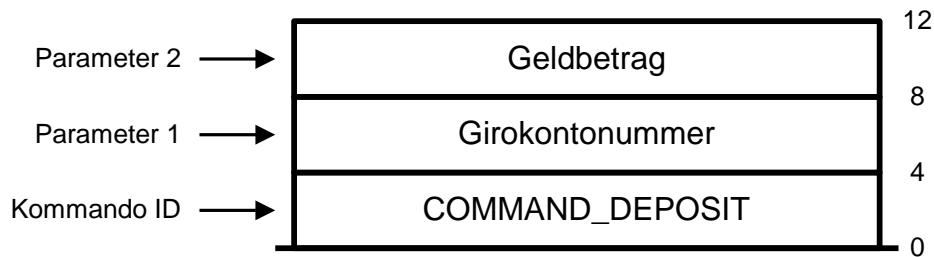 12
Parameter 2 Geldbetrag
8
Parameter 1 Girokontonummer
4
Kommando ID COMMAND_DEPOSIT
0